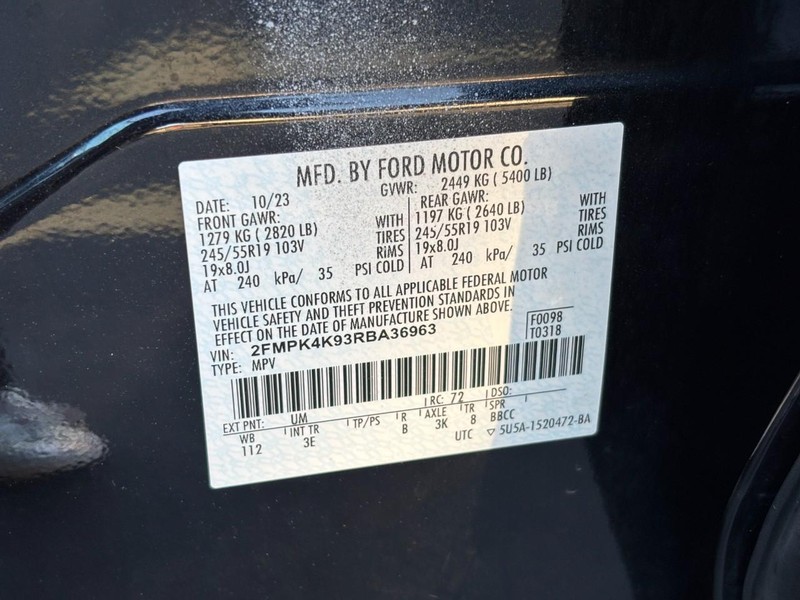 MFD. BY FORD MOTOR CO.
DATE: 10/23 GVWR: 2449 KG ( 5400 LB)
FRONT GAWR: REAR GAWR:
1279 KG ( 2820 LB) WITH 1197 KG ( 2640 LB) WITH
245/55R19 103V TIRES 245/55R19 103V TIRES
19x8.0J RIMS 19x8.0J RIMS
AT 240 kPa/ 35 PSI COLD AT 240 kPa/ 35 PSI COLD
THIS VEHICLE CONFORMS TO ALL APPLICABLE FEDERAL MOTOR
VEHICLE SAFETY AND THEFT PREVENTION STANDARDS IN
EFFECT ON THE DATE OF MANUFACTURE SHOWN ABOVE.
VIN: 2FMPK4K93RBA36963 F0098
TYPE: MPV T0318
EXT PNT: UM RC: 72 DSO:
WB INT TR TP/PS R AXLE TR SPR
112 3E B 3K 8 BBCC
UTC ▽ 5U5A-1520472-BA